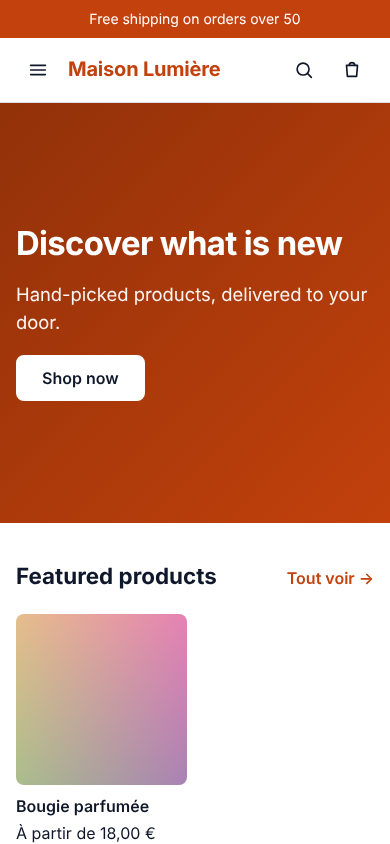 Free shipping on orders over 50
Maison Lumière
Discover what is new
Hand-picked products, delivered to your
door.
Shop now
Featured products
Tout voir →
Bougie parfumée
À partir de 18,00 €